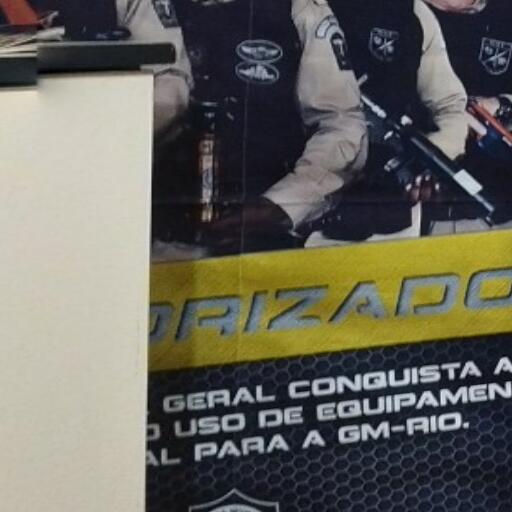 ORIZADO
GERAL CONQUISTA A
O USO DE EQUIPAMEN
AL PARA A GM-RIO.